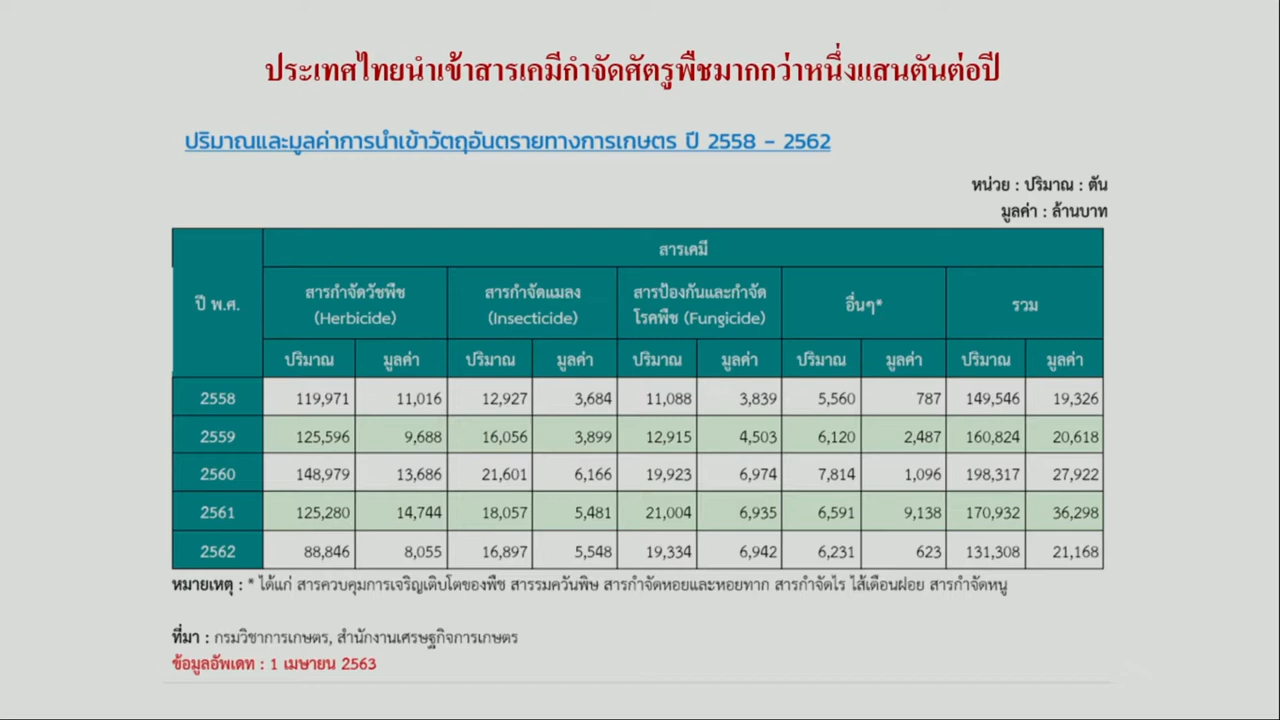 ประเทศไทยนำเข้าสารเคมีกำจัดศัตรูพืชมากกว่าหนึ่งแสนตันต่อปี
ปริมาณและมูลค่าการนำเข้าวัตถุอันตรายทางการเกษตร ปี 2558 - 2562
หน่วย : ปริมาณ : ตัน
มูลค่า : ล้านบาท
ปี พ.ศ. สารเคมี
สารกำจัดวัชพืช (Herbicide) สารกำจัดแมลง (Insecticide) สารป้องกันและกำจัดโรคพืช (Fungicide) อื่นๆ* รวม
ปริมาณ มูลค่า ปริมาณ มูลค่า ปริมาณ มูลค่า ปริมาณ มูลค่า ปริมาณ มูลค่า
2558 119,971 11,016 12,927 3,684 11,088 3,839 5,560 787 149,546 19,326
2559 125,596 9,688 16,056 3,899 12,915 4,503 6,120 2,487 160,824 20,618
2560 148,979 13,686 21,601 6,166 19,923 6,974 7,814 1,096 198,317 27,922
2561 125,280 14,744 18,057 5,481 21,004 6,935 6,591 9,138 170,932 36,298
2562 88,846 8,055 16,897 5,548 19,334 6,942 6,231 623 131,308 21,168
หมายเหตุ : * ได้แก่ สารควบคุมการเจริญเติบโตของพืช สารรมควันพิษ สารกำจัดหอยและหอยทาก สารกำจัดไร ไส้เดือนฝอย สารกำจัดหนู
ที่มา : กรมวิชาการเกษตร, สำนักงานเศรษฐกิจการเกษตร
ข้อมูลอัพเดท : 1 เมษายน 2563